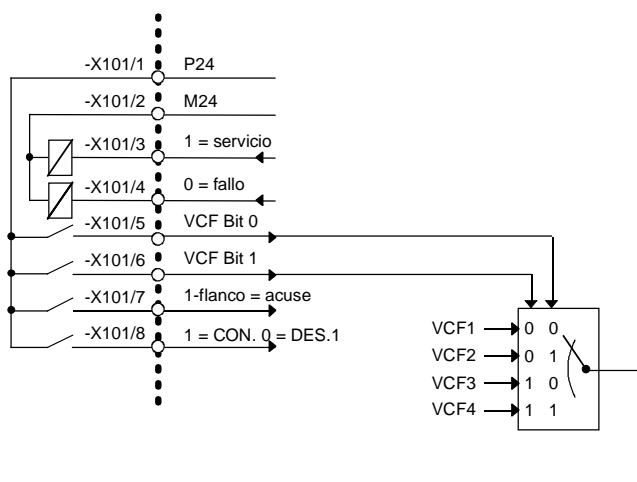 -X101/1 P24
-X101/2 M24
-X101/3 1 = servicio
-X101/4 0 = fallo
-X101/5 VCF Bit 0
-X101/6 VCF Bit 1
-X101/7 1-flanco = acuse
-X101/8 1 = CON. 0 = DES.1
VCF1 0 0
VCF2 0 1
VCF3 1 0
VCF4 1 1